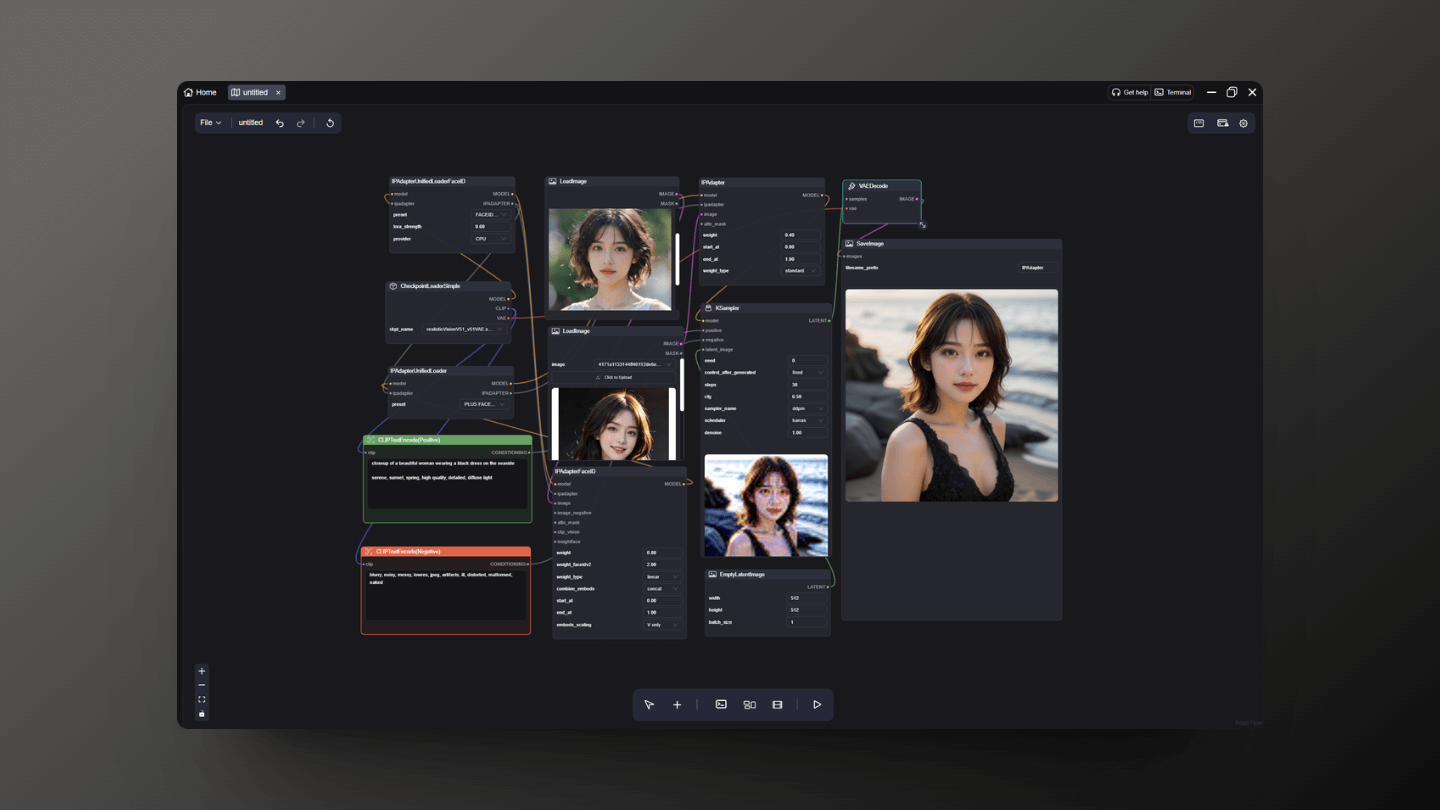 Home
untitled
Get help
Terminal
File
untitled
IPAdapterUnifiedLoaderFaceID
model MODEL
ipadapter IPADAPTER
preset FACEID...
lora_strength 0.60
provider CPU
CheckpointLoaderSimple
MODEL
CLIP
VAE
ckpt_name realisticVisionV51_v51VAE.s...
IPAdapterUnifiedLoader
model MODEL
ipadapter IPADAPTER
preset PLUS FACE...
CLIPTextEncode(Positive)
clip CONDITIONING
closeup of a beautiful woman wearing a black dress on the seaside
serene, sunset, spring, high quality, detailed, diffuse light
CLIPTextEncode(Negative)
clip CONDITIONING
blurry, noisy, messy, lowres, jpeg, artifacts, ill, distorted, malformed,
naked
LoadImage
IMAGE
MASK
LoadImage
IMAGE
MASK
image
Click to Upload
IPAdapterFaceID
model MODEL
ipadapter
image
image_negative
attn_mask
clip_vision
insightface
weight 0.80
weight_faceidv2 2.00
weight_type linear
combine_embeds concat
start_at 0.00
end_at 1.00
embeds_scaling V only
IPAdapter
model MODEL
ipadapter
image
attn_mask
weight 0.40
start_at 0.00
end_at 1.00
weight_type standard
KSampler
model LATENT
positive
negative
latent_image
seed 0
control_after_generated fixed
steps 30
cfg 6.50
sampler_name ddpm
scheduler karras
denoise 1.00
EmptyLatentImage
LATENT
width 512
height 512
batch_size 1
VAEDecode
samples IMAGE
vae
SaveImage
images
filename_prefix IPAdapter
React Flow